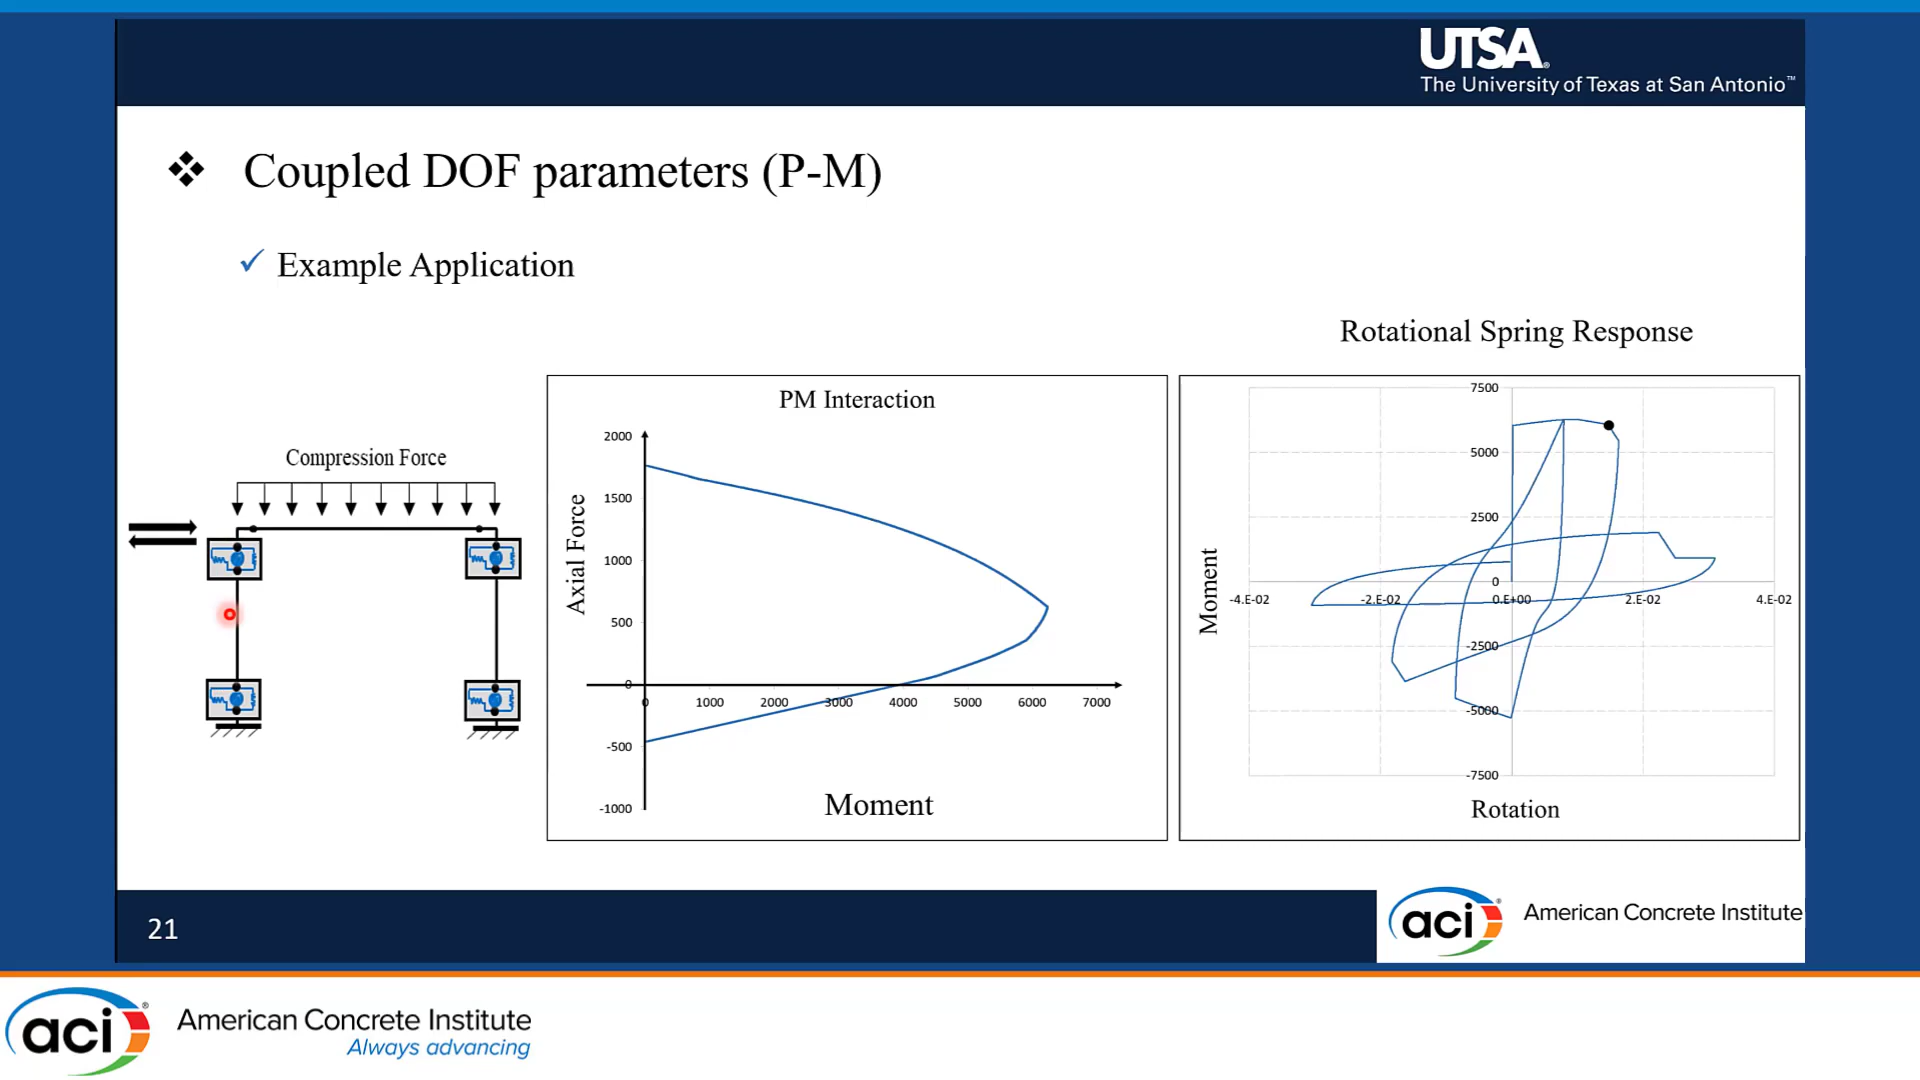 UTSA®
The University of Texas at San Antonio™
❖ Coupled DOF parameters (P-M)
✓ Example Application
Rotational Spring Response
Compression Force
PM Interaction
Axial Force
2000
1500
1000
500
0
-500
-1000
0 1000 2000 3000 4000 5000 6000 7000
Moment
Moment
7500
5000
2500
0
-2500
-5000
-7500
-4.E-02 -2.E-02 0.E+00 2.E-02 4.E-02
Rotation
21
aci® American Concrete Institute
aci® American Concrete Institute
Always advancing